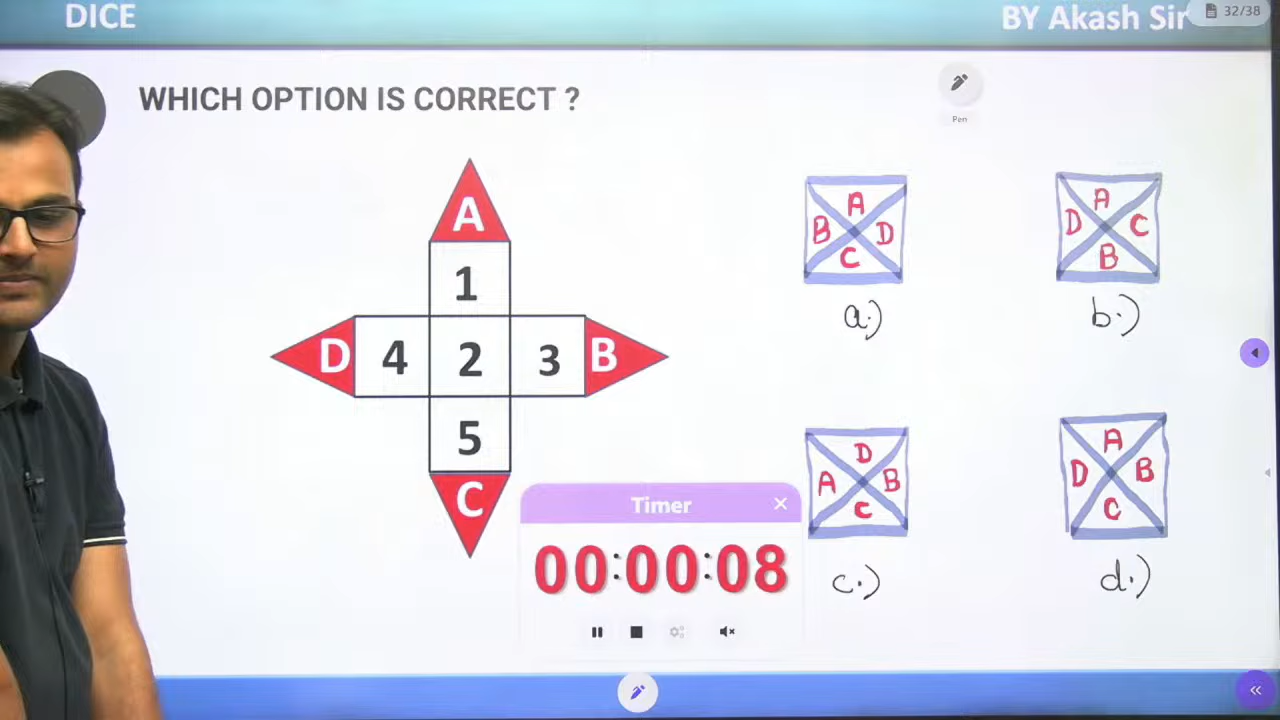 DICE
BY Akash Sir
32/38
WHICH OPTION IS CORRECT ?
Pen
A
1
D 4 2 3 B
5
C
A
B D
C
a.)
A
D C
B
b.)
D
A B
C
c.)
A
D B
C
d.)
Timer
00:00:08